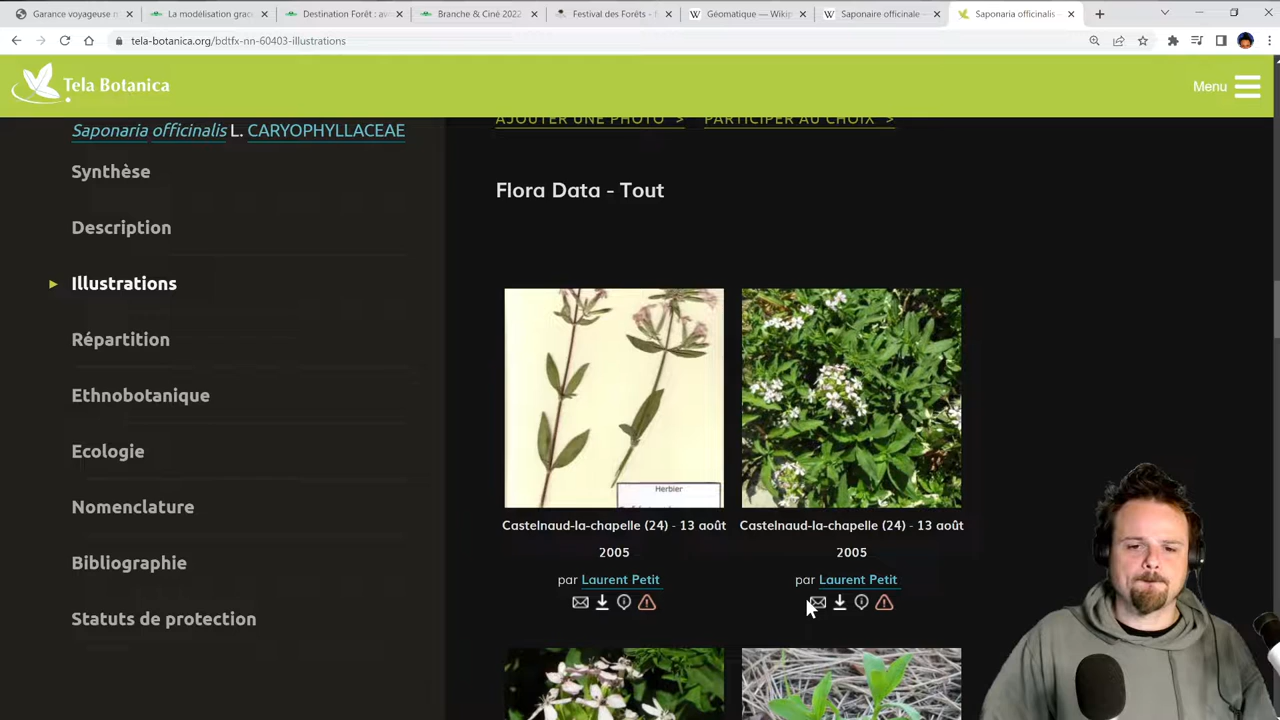 Garance voyageuse n
La modélisation grac
Destination Forêt : av
Branche & Ciné 2022
Festival des Forêts - f
Géomatique — Wikip
Saponaire officinale –
Saponaria officinalis
tela-botanica.org/bdtfx-nn-60403-illustrations
Tela Botanica
Menu
Saponaria officinalis L. CARYOPHYLLACEAE
Synthèse
Description
Illustrations
Répartition
Ethnobotanique
Ecologie
Nomenclature
Bibliographie
Statuts de protection
AJOUTER UNE PHOTO > PARTICIPER AU CHOIX >
Flora Data - Tout
Herbier
Castelnaud-la-chapelle (24) - 13 août
2005
par Laurent Petit
Castelnaud-la-chapelle (24) - 13 août
2005
par Laurent Petit